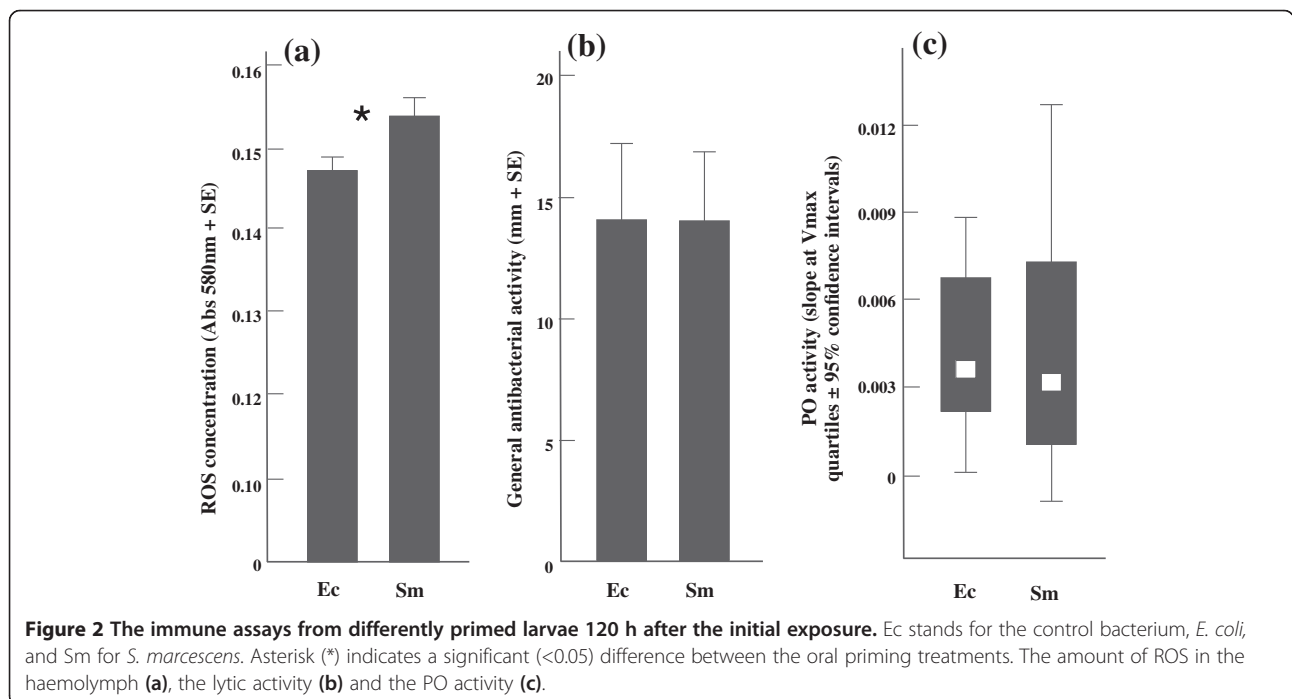 (a)
ROS concentration (Abs 580nm + SE)
0.16
0.15
0.14
0.13
0.12
0.10
0
*
Ec
Sm
(b)
General antibacterial activity (mm + SE)
20
15
10
5
0
Ec
Sm
(c)
PO activity (slope at Vmax
quartiles ± 95% confidence intervals)
0.012
0.009
0.006
0.003
0
Ec
Sm
Figure 2 The immune assays from differently primed larvae 120 h after the initial exposure. Ec stands for the control bacterium, E. coli,
and Sm for S. marcescens. Asterisk (*) indicates a significant (<0.05) difference between the oral priming treatments. The amount of ROS in the
haemolymph (a), the lytic activity (b) and the PO activity (c).